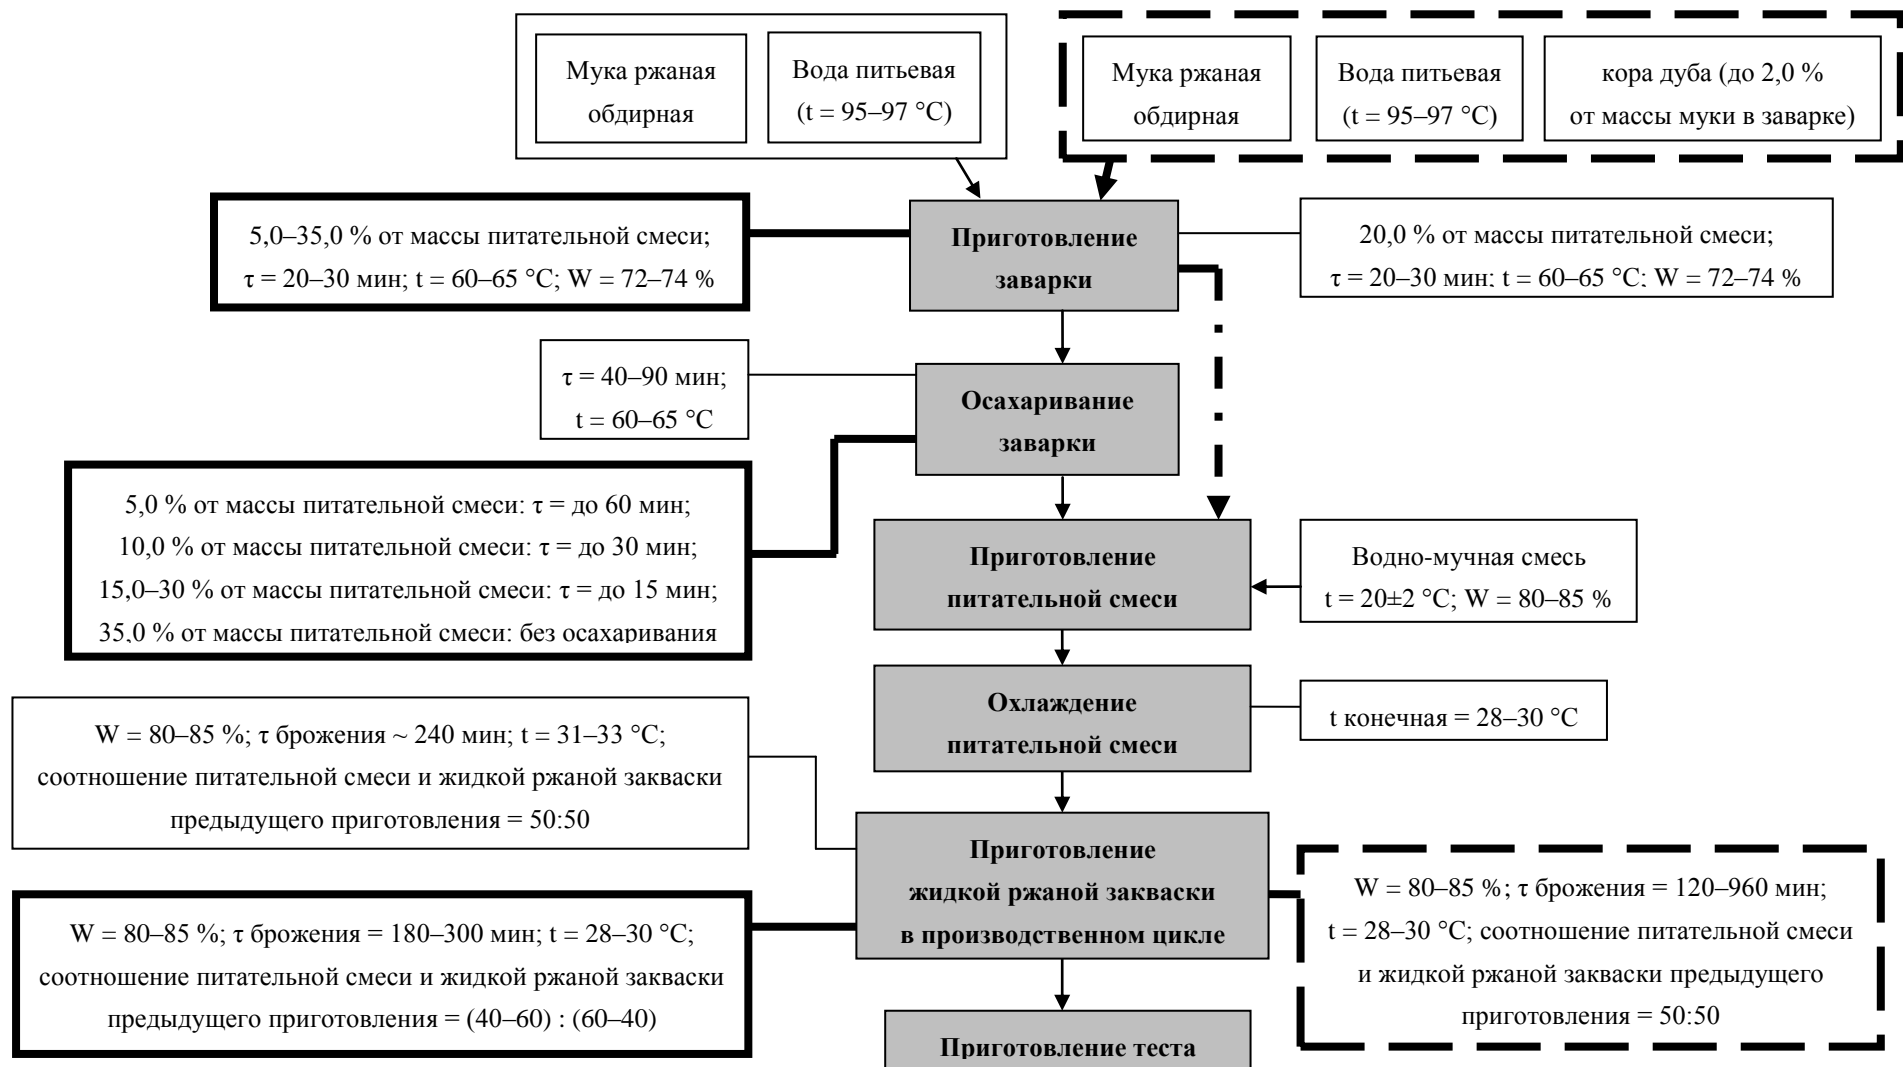 Мука ржаная
обдирная
Вода питьевая
(t = 95–97 °C)
Мука ржаная
обдирная
Вода питьевая
(t = 95–97 °C)
кора дуба (до 2,0 %
от массы муки в заварке)
5,0–35,0 % от массы питательной смеси;
τ = 20–30 мин; t = 60–65 °C; W = 72–74 %
Приготовление
заварки
20,0 % от массы питательной смеси;
τ = 20–30 мин; t = 60–65 °C; W = 72–74 %
τ = 40–90 мин;
t = 60–65 °C
Осахаривание
заварки
5,0 % от массы питательной смеси: τ = до 60 мин;
10,0 % от массы питательной смеси: τ = до 30 мин;
15,0–30 % от массы питательной смеси: τ = до 15 мин;
35,0 % от массы питательной смеси: без осахаривания
Приготовление
питательной смеси
Водно-мучная смесь
t = 20±2 °C; W = 80–85 %
Охлаждение
питательной смеси
t конечная = 28–30 °C
W = 80–85 %; τ брожения ~ 240 мин; t = 31–33 °C;
соотношение питательной смеси и жидкой ржаной закваски
предыдущего приготовления = 50:50
Приготовление
жидкой ржаной закваски
в производственном цикле
W = 80–85 %; τ брожения = 180–300 мин; t = 28–30 °C;
соотношение питательной смеси и жидкой ржаной закваски
предыдущего приготовления = (40–60) : (60–40)
W = 80–85 %; τ брожения = 120–960 мин;
t = 28–30 °C; соотношение питательной смеси
и жидкой ржаной закваски предыдущего
приготовления = 50:50
Приготовление теста